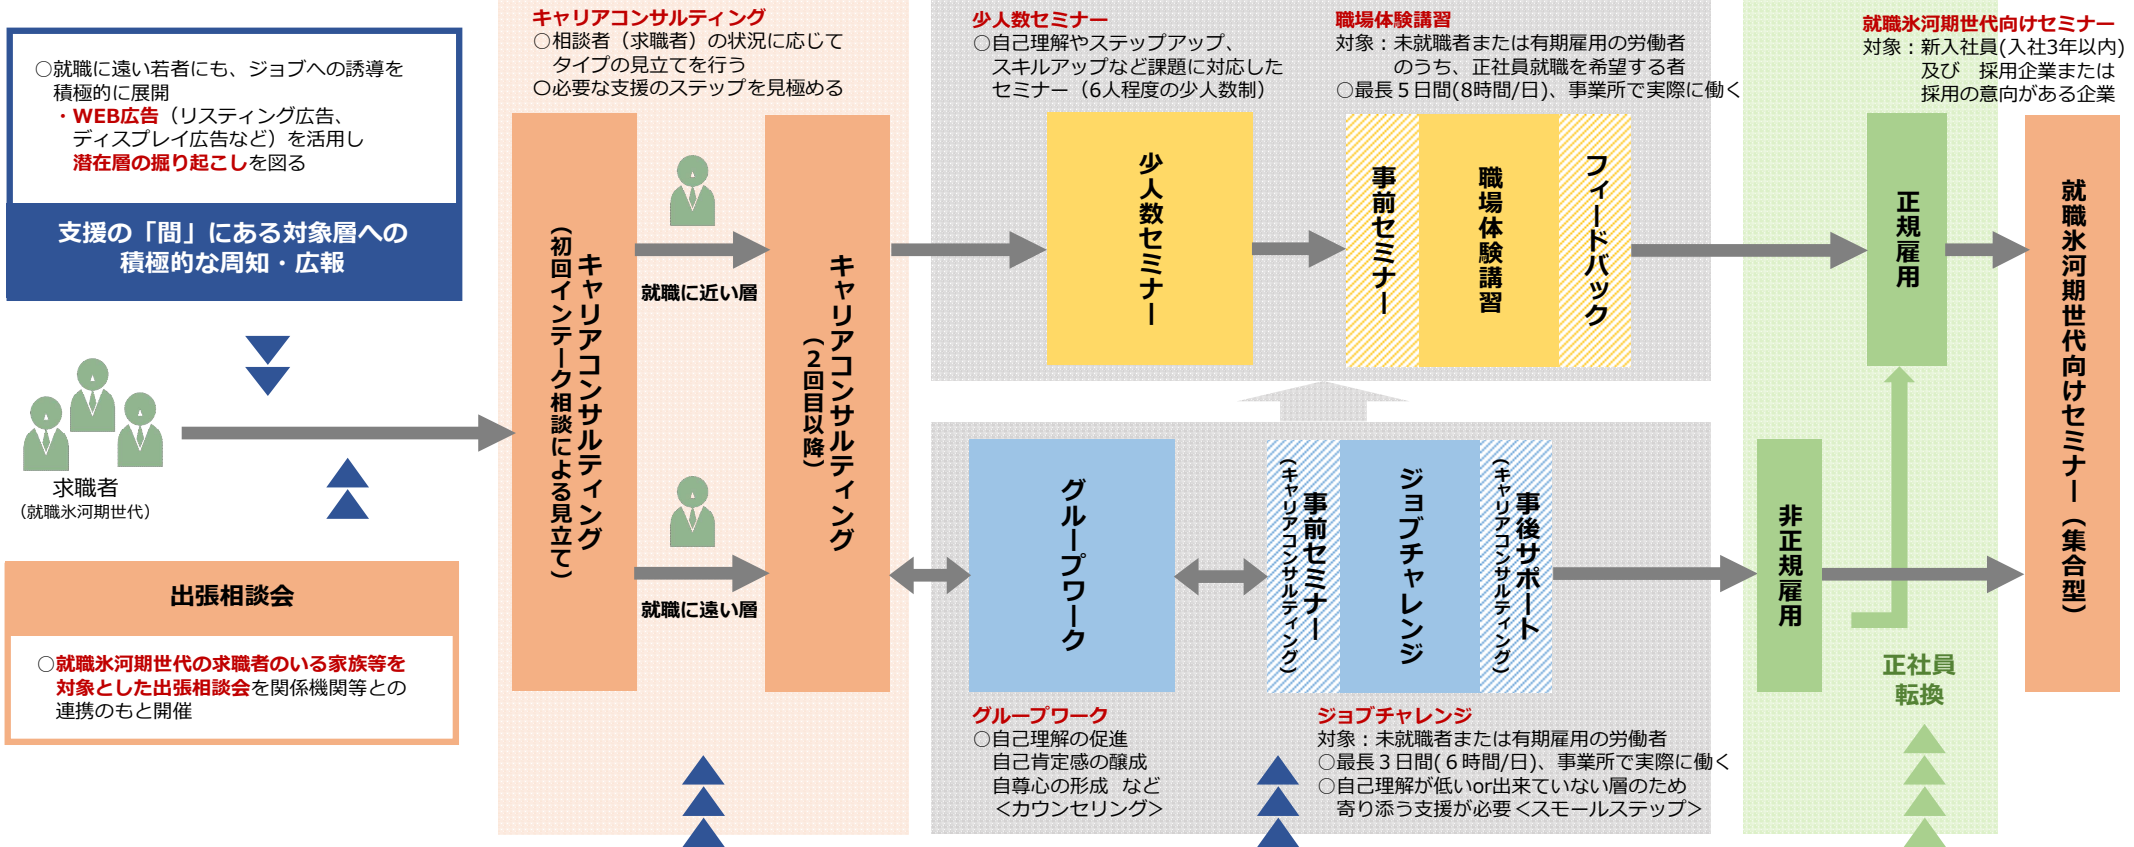 ○就職に遠い若者にも、ジョブへの誘導を
積極的に展開
・WEB広告（リスティング広告、
ディスプレイ広告など）を活用し
潜在層の掘り起こしを図る
支援の「間」にある対象層への
積極的な周知・広報
求職者
（就職氷河期世代）
出張相談会
○就職氷河期世代の求職者のいる家族等を
対象とした出張相談会を関係機関等との
連携のもと開催
キャリアコンサルティング
○相談者（求職者）の状況に応じて
タイプの見立てを行う
○必要な支援のステップを見極める
キャリアコンサルティング
（初回インテーク相談による見立て）
就職に近い層
就職に遠い層
キャリアコンサルティング
（２回目以降）
少人数セミナー
○自己理解やステップアップ、
スキルアップなど課題に対応した
セミナー（6人程度の少人数制）
職場体験講習
対象：未就職者または有期雇用の労働者
のうち、正社員就職を希望する者
○最長５日間(8時間/日)、事業所で実際に働く
少人数セミナー
事前セミナー
職場体験講習
フィードバック
グループワーク
事前セミナー
（キャリアコンサルティング）
ジョブチャレンジ
事後サポート
（キャリアコンサルティング）
グループワーク
○自己理解の促進
自己肯定感の醸成
自尊心の形成 など
＜カウンセリング＞
ジョブチャレンジ
対象：未就職者または有期雇用の労働者
○最長３日間(６時間/日)、事業所で実際に働く
○自己理解が低いor出来ていない層のため
寄り添う支援が必要＜スモールステップ＞
就職氷河期世代向けセミナー
対象：新入社員(入社3年以内)
及び 採用企業または
採用の意向がある企業
正規雇用
非正規雇用
正社員
転換
就職氷河期世代向けセミナー（集合型）